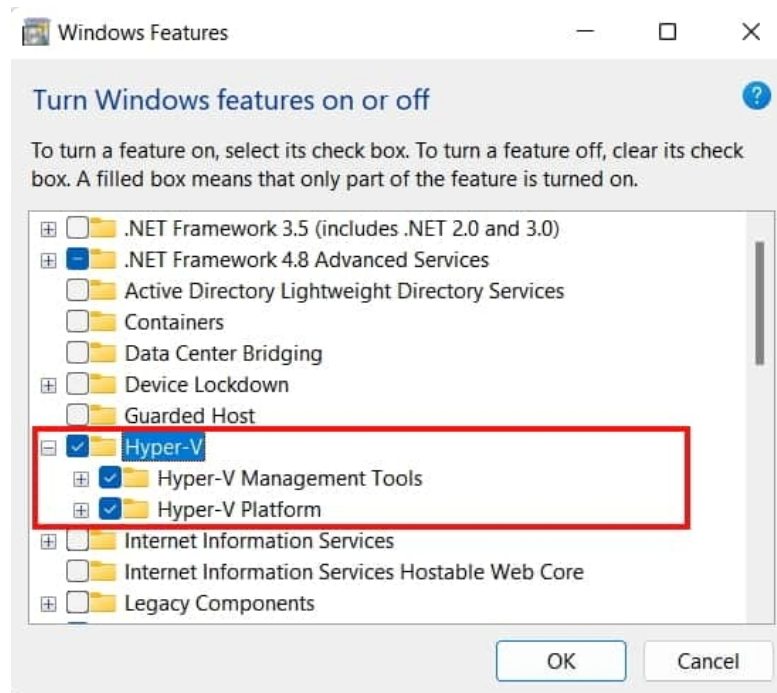 Windows Features
Turn Windows features on or off
?
To turn a feature on, select its check box. To turn a feature off, clear its check
box. A filled box means that only part of the feature is turned on.
.NET Framework 3.5 (includes .NET 2.0 and 3.0)
.NET Framework 4.8 Advanced Services
Active Directory Lightweight Directory Services
Containers
Data Center Bridging
Device Lockdown
Guarded Host
Hyper-V
Hyper-V Management Tools
Hyper-V Platform
Internet Information Services
Internet Information Services Hostable Web Core
Legacy Components
OK Cancel